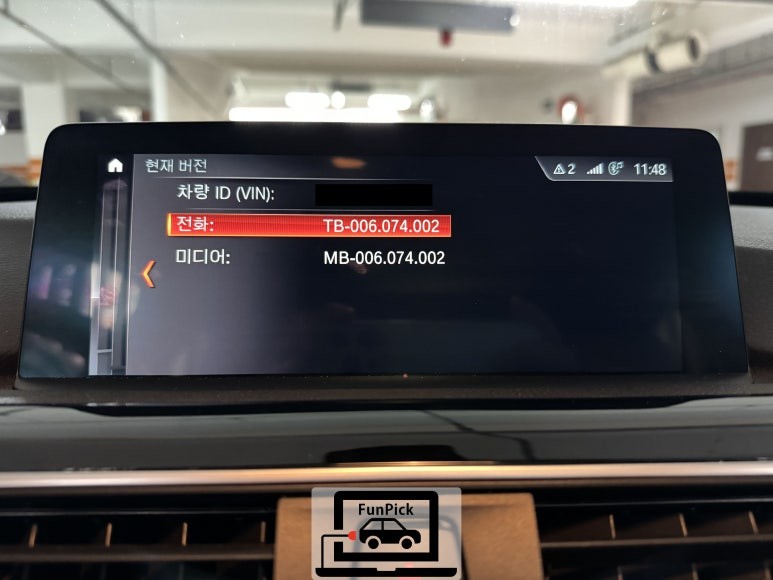 현재 버전
2 11:48
차량 ID (VIN):
전화: TB-006.074.002
미디어: MB-006.074.002
FunPick